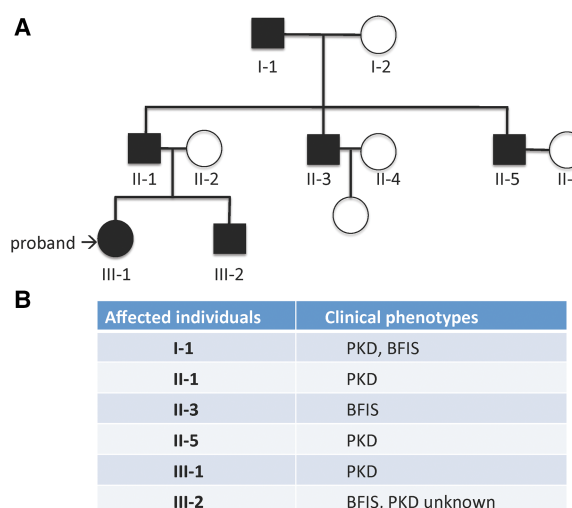 A
I-1
I-2
II-1
II-2
II-3
II-4
II-5
proband →
III-1
III-2
B
Affected individuals Clinical phenotypes
I-1 PKD, BFIS
II-1 PKD
II-3 BFIS
II-5 PKD
III-1 PKD
III-2 BFIS, PKD unknown